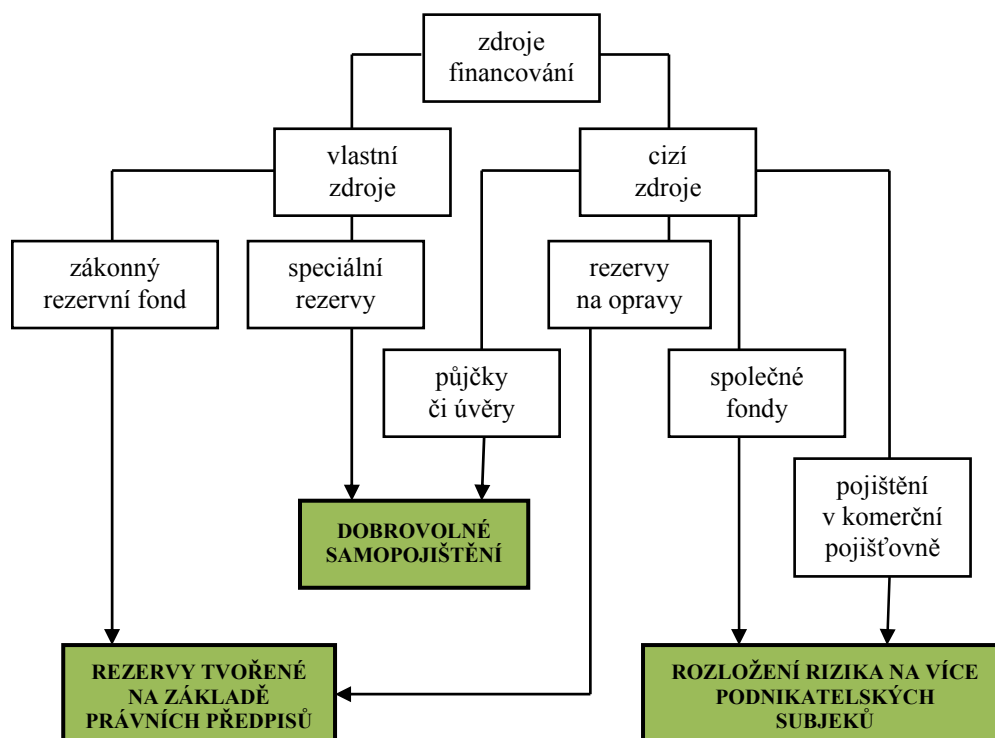 zdroje
financování
vlastní
zdroje
cizí
zdroje
zákonný
rezervní fond
speciální
rezervy
rezervy
na opravy
půjčky
či úvěry
společné
fondy
pojištění
v komerční
pojišťovně
DOBROVOLNÉ
SAMOPOJIŠTĚNÍ
REZERVY TVOŘENÉ
NA ZÁKLADĚ
PRÁVNÍCH PŘEDPISŮ
ROZLOŽENÍ RIZIKA NA VÍCE
PODNIKATELSKÝCH
SUBJEKŮ